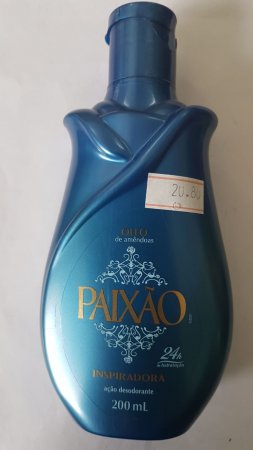 20.80
ÓLEO
de amêndoas
PAIXÃO
24h
de hidratação
INSPIRADORA
ação desodorante
200 mL